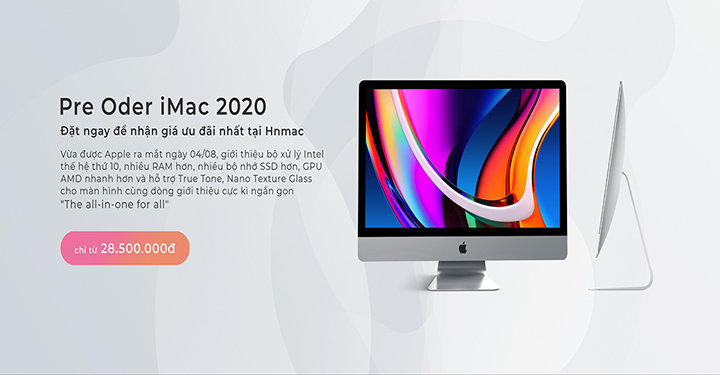 Pre Oder iMac 2020
Đặt ngay để nhận giá ưu đãi nhất tại Hnmac
Vừa được Apple ra mắt ngày 04/08, giới thiệu bộ xử lý Intel
thế hệ thứ 10, nhiều RAM hơn, nhiều bộ nhớ SSD hơn, GPU
AMD nhanh hơn và hỗ trợ True Tone, Nano Texture Glass
cho màn hình cùng dòng giới thiệu cực kì ngắn gọn
"The all-in-one for all"
chỉ từ 28.500.000đ